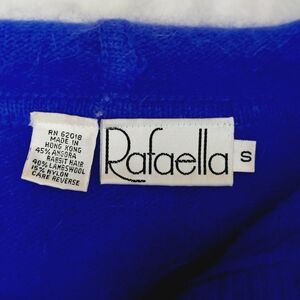 RN 62018
MADE IN
HONG KONG
45% ANGORA
RABBIT HAIR
40% LAMBSWOOL
15% NYLON
CARE REVERSE
Rafaella
S